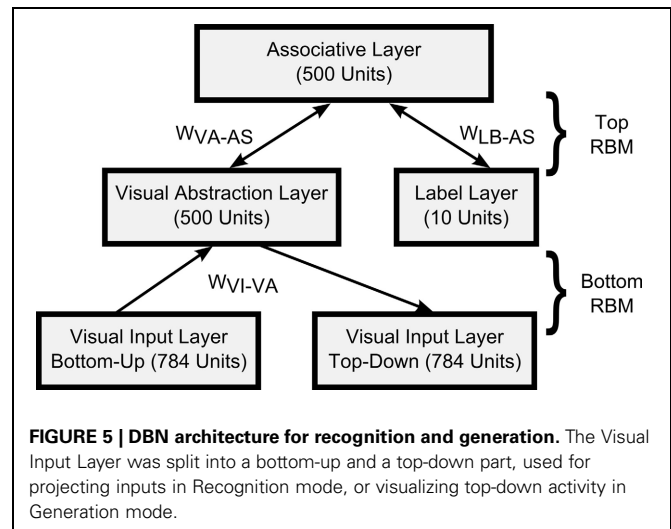 Associative Layer
(500 Units)
WVA-AS
WLB-AS
Top
RBM
Visual Abstraction Layer
(500 Units)
Label Layer
(10 Units)
WVI-VA
Bottom
RBM
Visual Input Layer
Bottom-Up (784 Units)
Visual Input Layer
Top-Down (784 Units)
FIGURE 5 | DBN architecture for recognition and generation. The Visual
Input Layer was split into a bottom-up and a top-down part, used for
projecting inputs in Recognition mode, or visualizing top-down activity in
Generation mode.